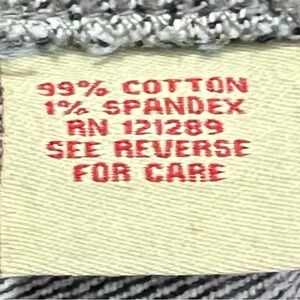 99% COTTON
1% SPANDEX
RN 121289
SEE REVERSE
FOR CARE